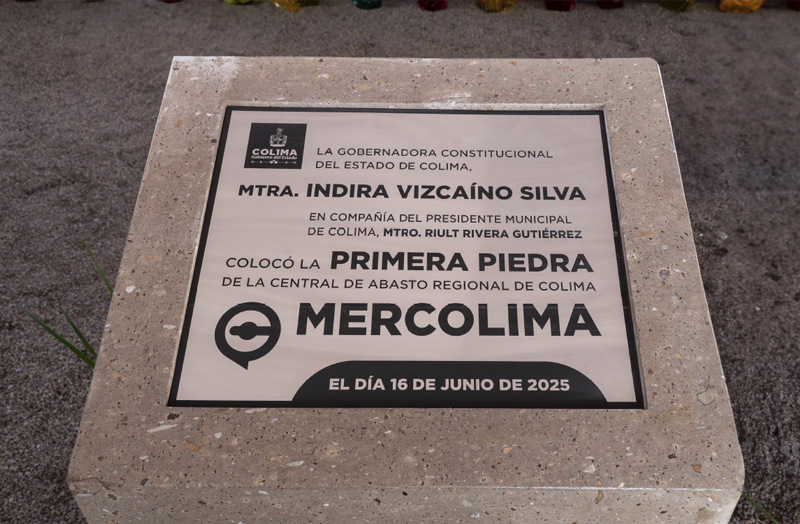 COLIMA
Gobierno del Estado
LA GOBERNADORA CONSTITUCIONAL
DEL ESTADO DE COLIMA,
MTRA. INDIRA VIZCAÍNO SILVA
EN COMPAÑÍA DEL PRESIDENTE MUNICIPAL
DE COLIMA, MTRO. RIULT RIVERA GUTIÉRREZ
COLOCÓ LA PRIMERA PIEDRA
DE LA CENTRAL DE ABASTO REGIONAL DE COLIMA
MERCOLIMA
EL DÍA 16 DE JUNIO DE 2025